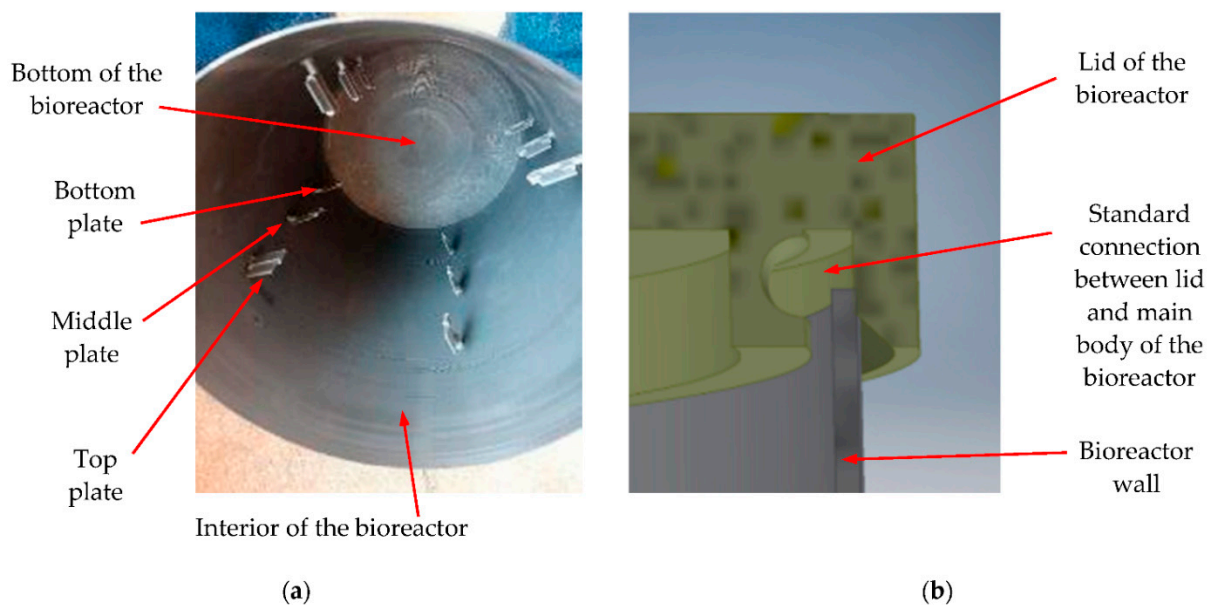 Bottom of the
bioreactor
Bottom
plate
Middle
plate
Top
plate
Interior of the bioreactor
(a)
Lid of the
bioreactor
Standard
connection
between lid
and main
body of the
bioreactor
Bioreactor
wall
(b)